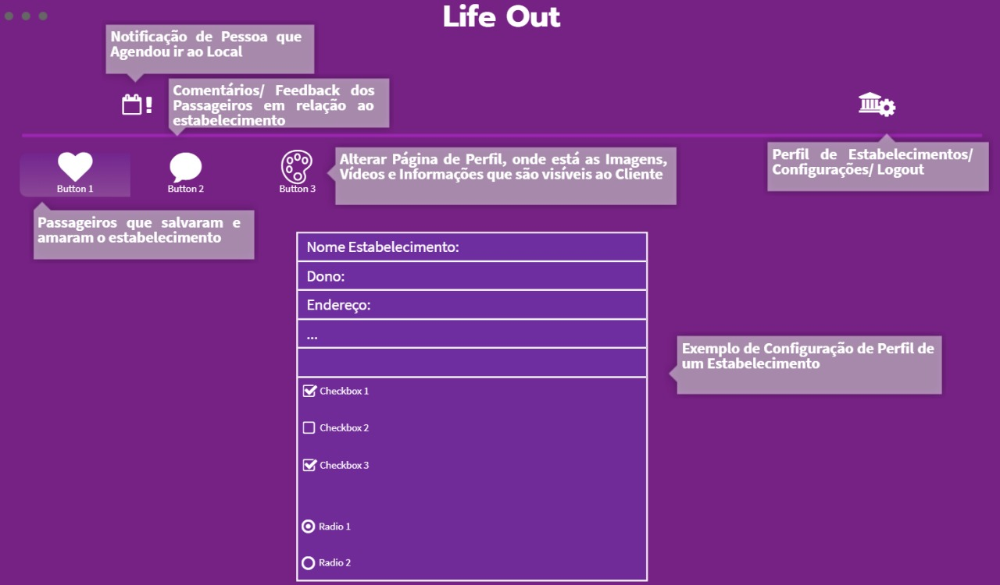 Life Out
Notificação de Pessoa que
Agendou ir ao Local
Comentários/ Feedback dos
Passageiros em relação ao
estabelecimento
Button 1
Button 2
Button 3
Alterar Página de Perfil, onde está as Imagens,
Vídeos e Informações que são visíveis ao Cliente
Perfil de Estabelecimentos/
Configurações/ Logout
Passageiros que salvaram e
amaram o estabelecimento
Nome Estabelecimento:
Dono:
Endereço:
...
Exemplo de Configuração de Perfil de
um Estabelecimento
Checkbox 1
Checkbox 2
Checkbox 3
Radio 1
Radio 2